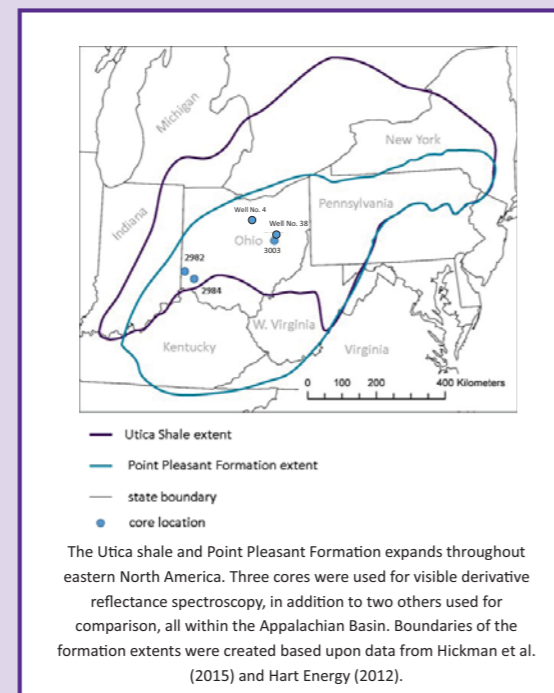 Michigan
New York
Pennsylvania
Indiana
Well No. 4
Well No. 38
Ohio
3003
2982
2984
W. Virginia
Kentucky
Virginia
0 100 200 400 Kilometers
Utica Shale extent
Point Pleasant Formation extent
state boundary
core location
The Utica shale and Point Pleasant Formation expands throughout
eastern North America. Three cores were used for visible derivative
reflectance spectroscopy, in addition to two others used for
comparison, all within the Appalachian Basin. Boundaries of the
formation extents were created based upon data from Hickman et al.
(2015) and Hart Energy (2012).